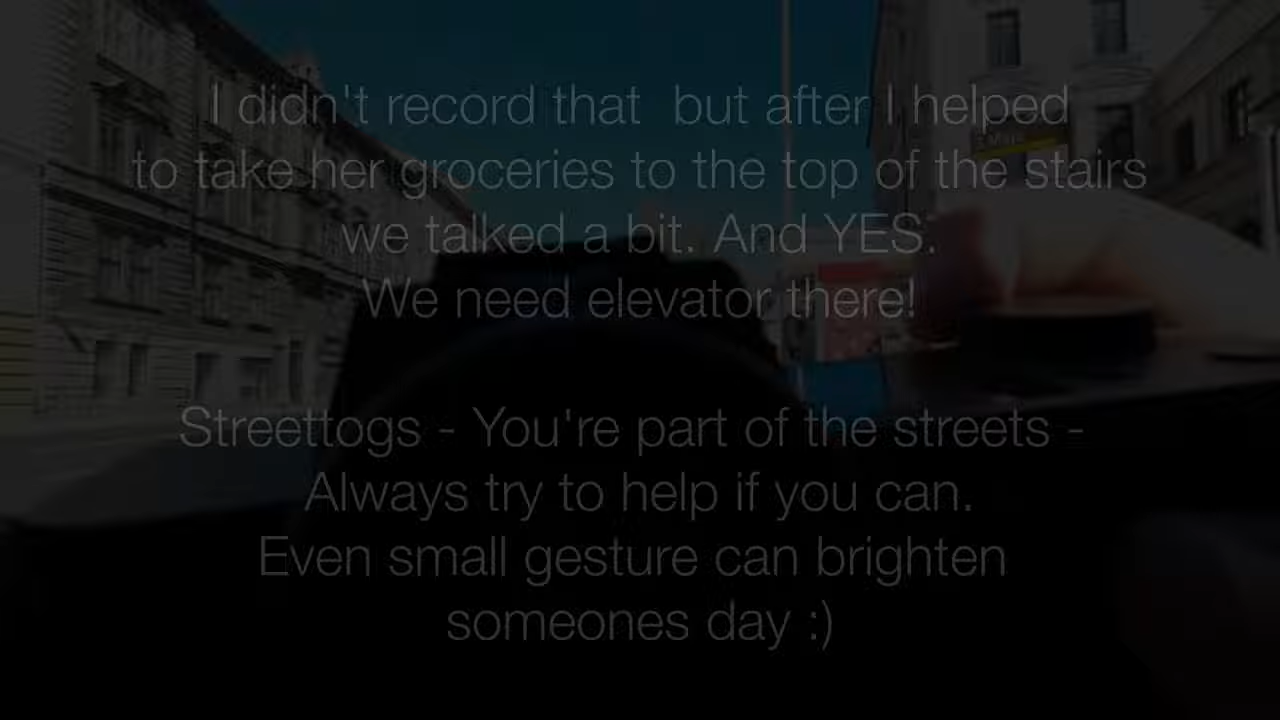 I didn't record that  but after I helped
to take her groceries to the top of the stairs
we talked a bit. And YES:
We need elevator there!
Streettogs - You're part of the streets -
Always try to help if you can.
Even small gesture can brighten
someones day :)